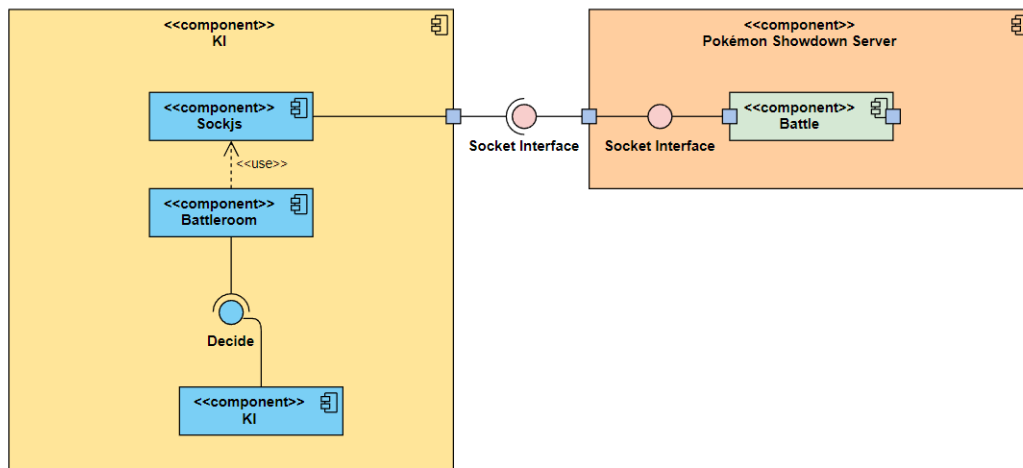 <<component>>
KI
<<component>>
Pokémon Showdown Server
<<component>>
Sockjs
<<component>>
Battle
Socket Interface
Socket Interface
<<use>>
<<component>>
Battleroom
Decide
<<component>>
KI